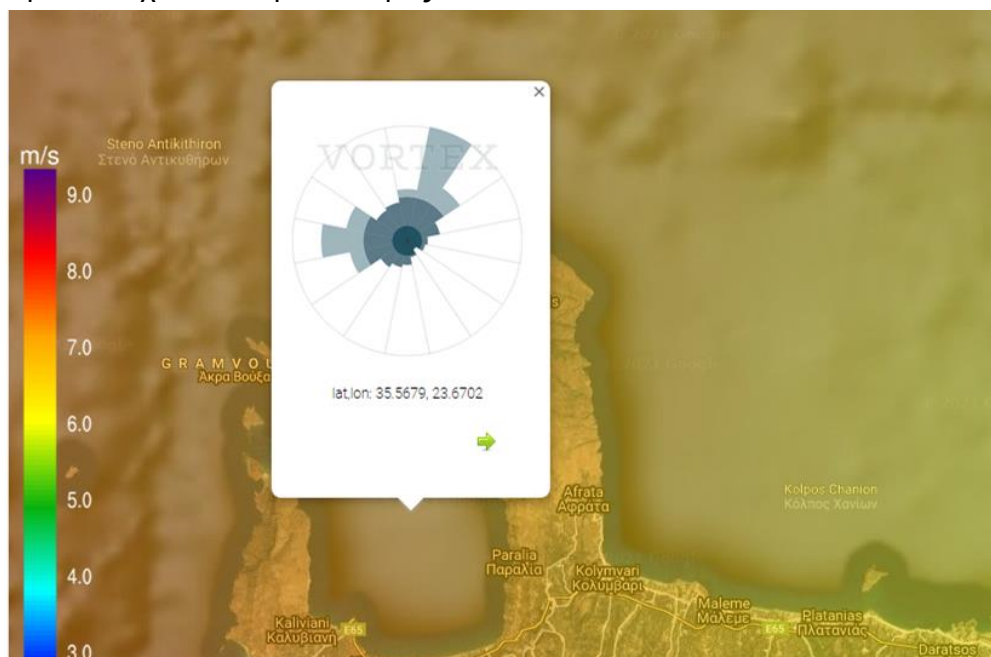 m/s
9.0
8.0
7.0
6.0
5.0
4.0
3.0
Steno Antikithiron
Στενό Αντικυθήρων
VORTEX
×
GRAMVOU
Άκρα Βούξα
lat,lon: 35.5679, 23.6702
Afrata
Αφράτα
Kolpos Chanion
Κόλπος Χανίων
Paralia
Παραλία
Kolymvari
Κολυμβάρι
Maleme
Μάλεμε
Platanias
Πλατανιάς
E65
Kaliviani
Καλυβιανή
E65
Daratsos